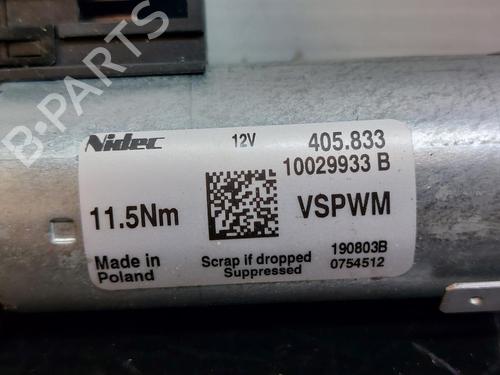 B-PARTS
Nidec 12V 405.833
10029933 B
11.5Nm VSPWM
Made in Poland
Scrap if dropped
Suppressed
190803B
0754512